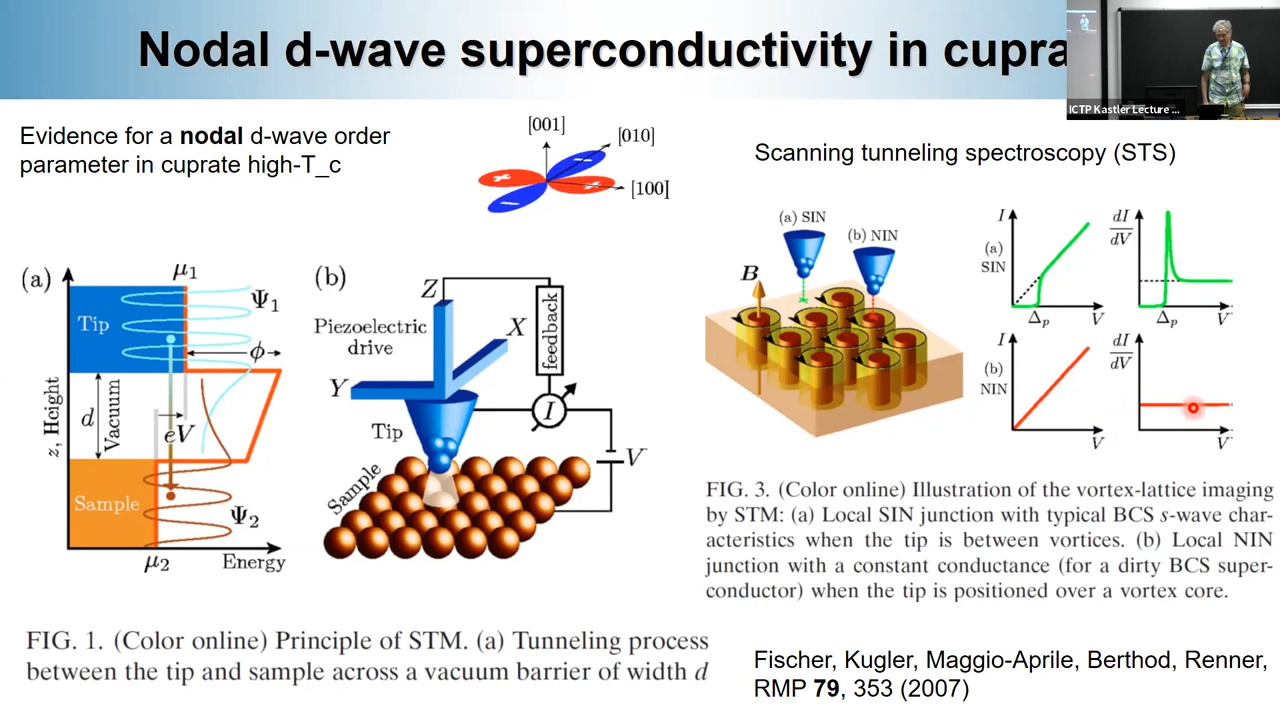 Nodal d-wave superconductivity in cupra
ICTP Kastler Lecture ...
Evidence for a nodal d-wave order
parameter in cuprate high-T_c
[001]
[010]
[100]
Scanning tunneling spectroscopy (STS)
(a)
μ1
Ψ1
Tip
ϕ
z, Height
d
Vacuum
eV
Sample
Ψ2
μ2
Energy
(b)
Z
Piezoelectric
drive
X
Y
feedback
I
Tip
V
Sample
(a) SIN
(b) NIN
B
I
(a)
SIN
Δp
V
dI
dV
Δp
V
I
(b)
NIN
V
dI
dV
V
FIG. 3. (Color online) Illustration of the vortex-lattice imaging
by STM: (a) Local SIN junction with typical BCS s-wave char-
acteristics when the tip is between vortices. (b) Local NIN
junction with a constant conductance (for a dirty BCS super-
conductor) when the tip is positioned over a vortex core.
FIG. 1. (Color online) Principle of STM. (a) Tunneling process
between the tip and sample across a vacuum barrier of width d
Fischer, Kugler, Maggio-Aprile, Berthod, Renner,
RMP 79, 353 (2007)